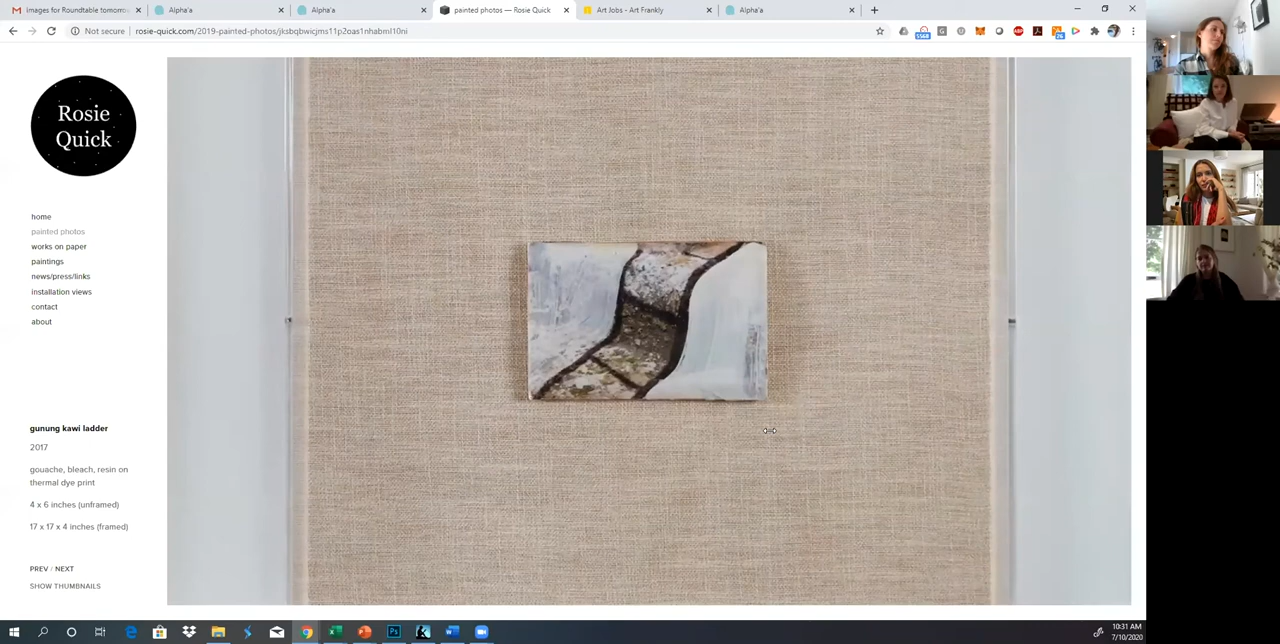 Images for Roundtable tomorrow
Alpha'a
Alpha'a
painted photos — Rosie Quick
Art Jobs - Art Frankly
Alpha'a
Not secure
rosie-quick.com/2019-painted-photos/jksbqbwicjms11p2oas1nhabml10ni
5568
ABP
26
Rosie
Quick
home
painted photos
works on paper
paintings
news/press/links
installation views
contact
about
gunung kawi ladder
2017
gouache, bleach, resin on
thermal dye print
4 x 6 inches (unframed)
17 x 17 x 4 inches (framed)
PREV / NEXT
SHOW THUMBNAILS
10:31 AM
7/10/2020